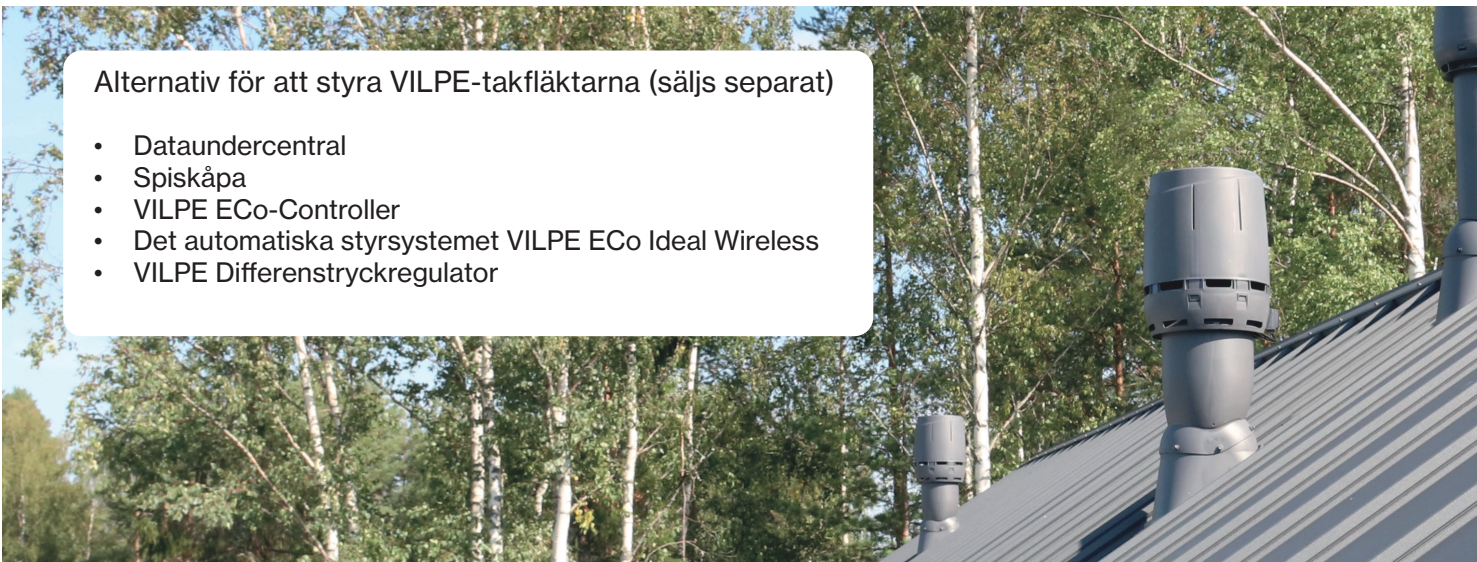 Alternativ för att styra VILPE-takfläktarna (säljs separat)
• Dataundercentral
• Spiskåpa
• VILPE ECo-Controller
• Det automatiska styrsystemet VILPE ECo Ideal Wireless
• VILPE Differenstryckregulator